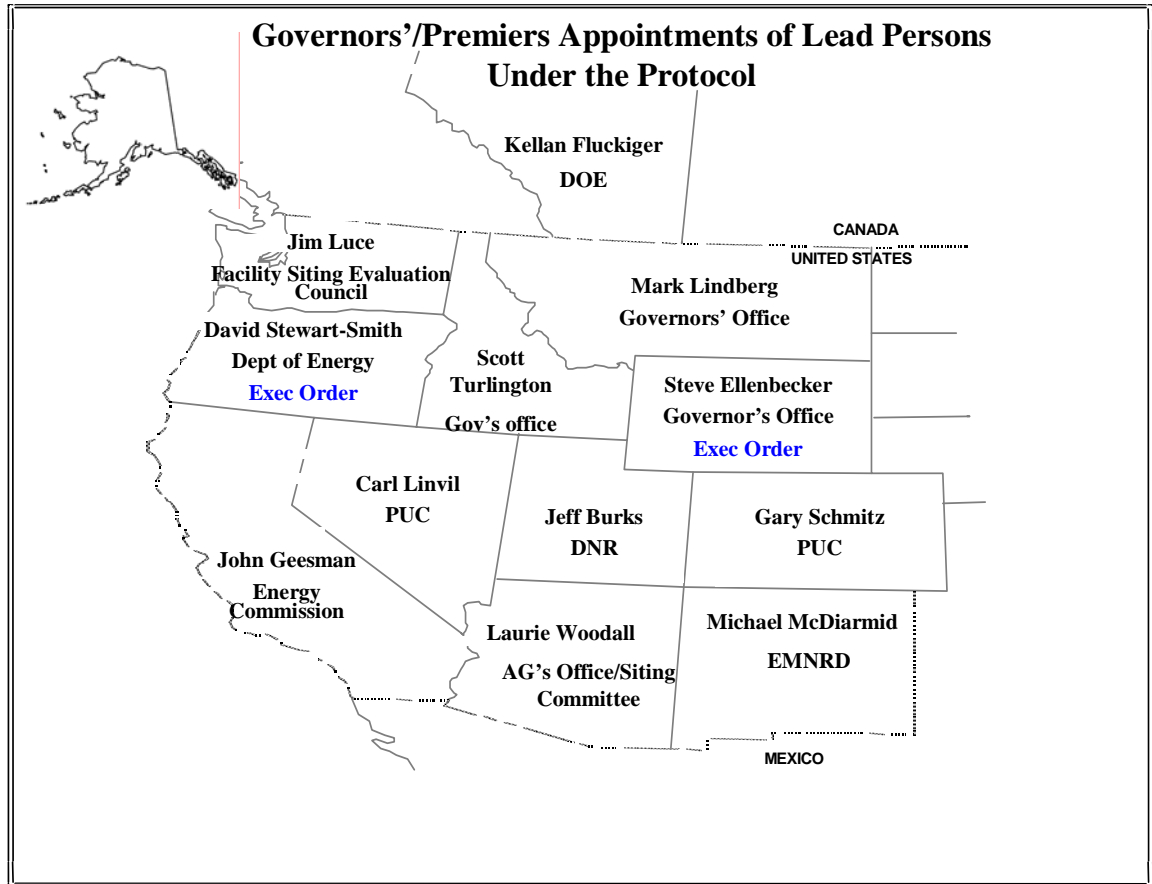 Governors’/Premiers Appointments of Lead Persons
Under the Protocol
Kellan Fluckiger
DOE
CANADA
UNITED STATES
Jim Luce
Facility Siting Evaluation
Council
Mark Lindberg
Governors’ Office
David Stewart-Smith
Dept of Energy
Exec Order
Scott
Turlington
Gov’s office
Steve Ellenbecker
Governor’s Office
Exec Order
Carl Linvil
PUC
Jeff Burks
DNR
Gary Schmitz
PUC
John Geesman
Energy
Commission
Laurie Woodall
AG’s Office/Siting
Committee
Michael McDiarmid
EMNRD
MEXICO